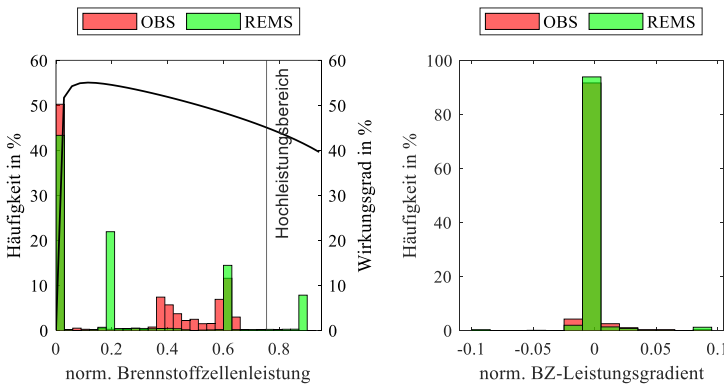 OBS REMS
60
50
40
30
20
10
0
Häufigkeit in %
60
50
40
30
20
10
0
Wirkungsgrad in %
Hochleistungsbereich
0 0.2 0.4 0.6 0.8
norm. Brennstoffzellenleistung
OBS REMS
100
80
60
40
20
0
Häufigkeit in %
-0.1 -0.05 0 0.05 0.1
norm. BZ-Leistungsgradient